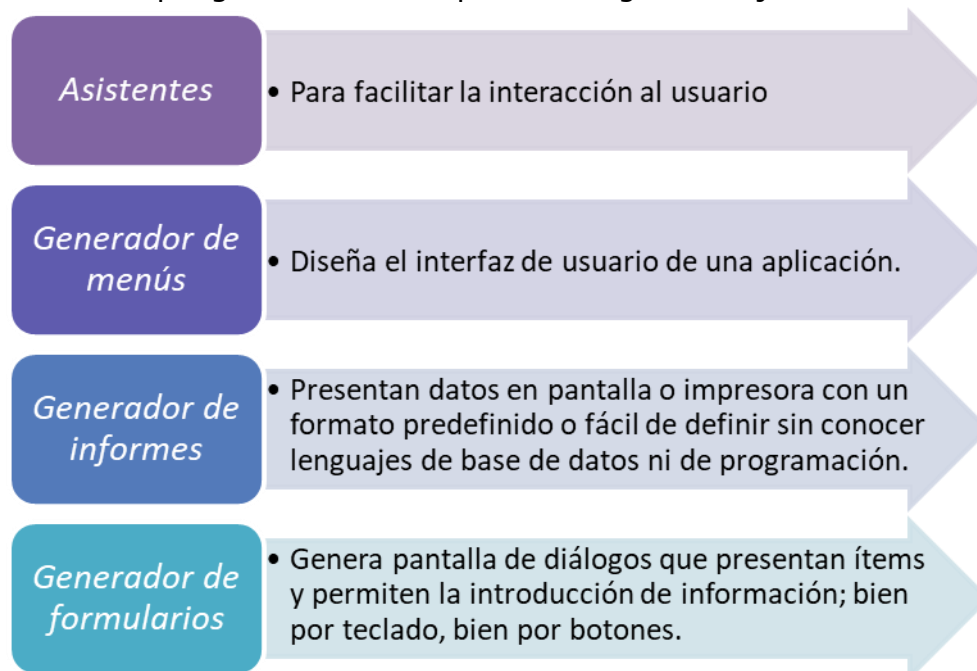 Asistentes
• Para facilitar la interacción al usuario
Generador de
menús
• Diseña el interfaz de usuario de una aplicación.
Generador de
informes
• Presentan datos en pantalla o impresora con un
formato predefinido o fácil de definir sin conocer
lenguajes de base de datos ni de programación.
Generador de
formularios
• Genera pantalla de diálogos que presentan ítems
y permiten la introducción de información; bien
por teclado, bien por botones.